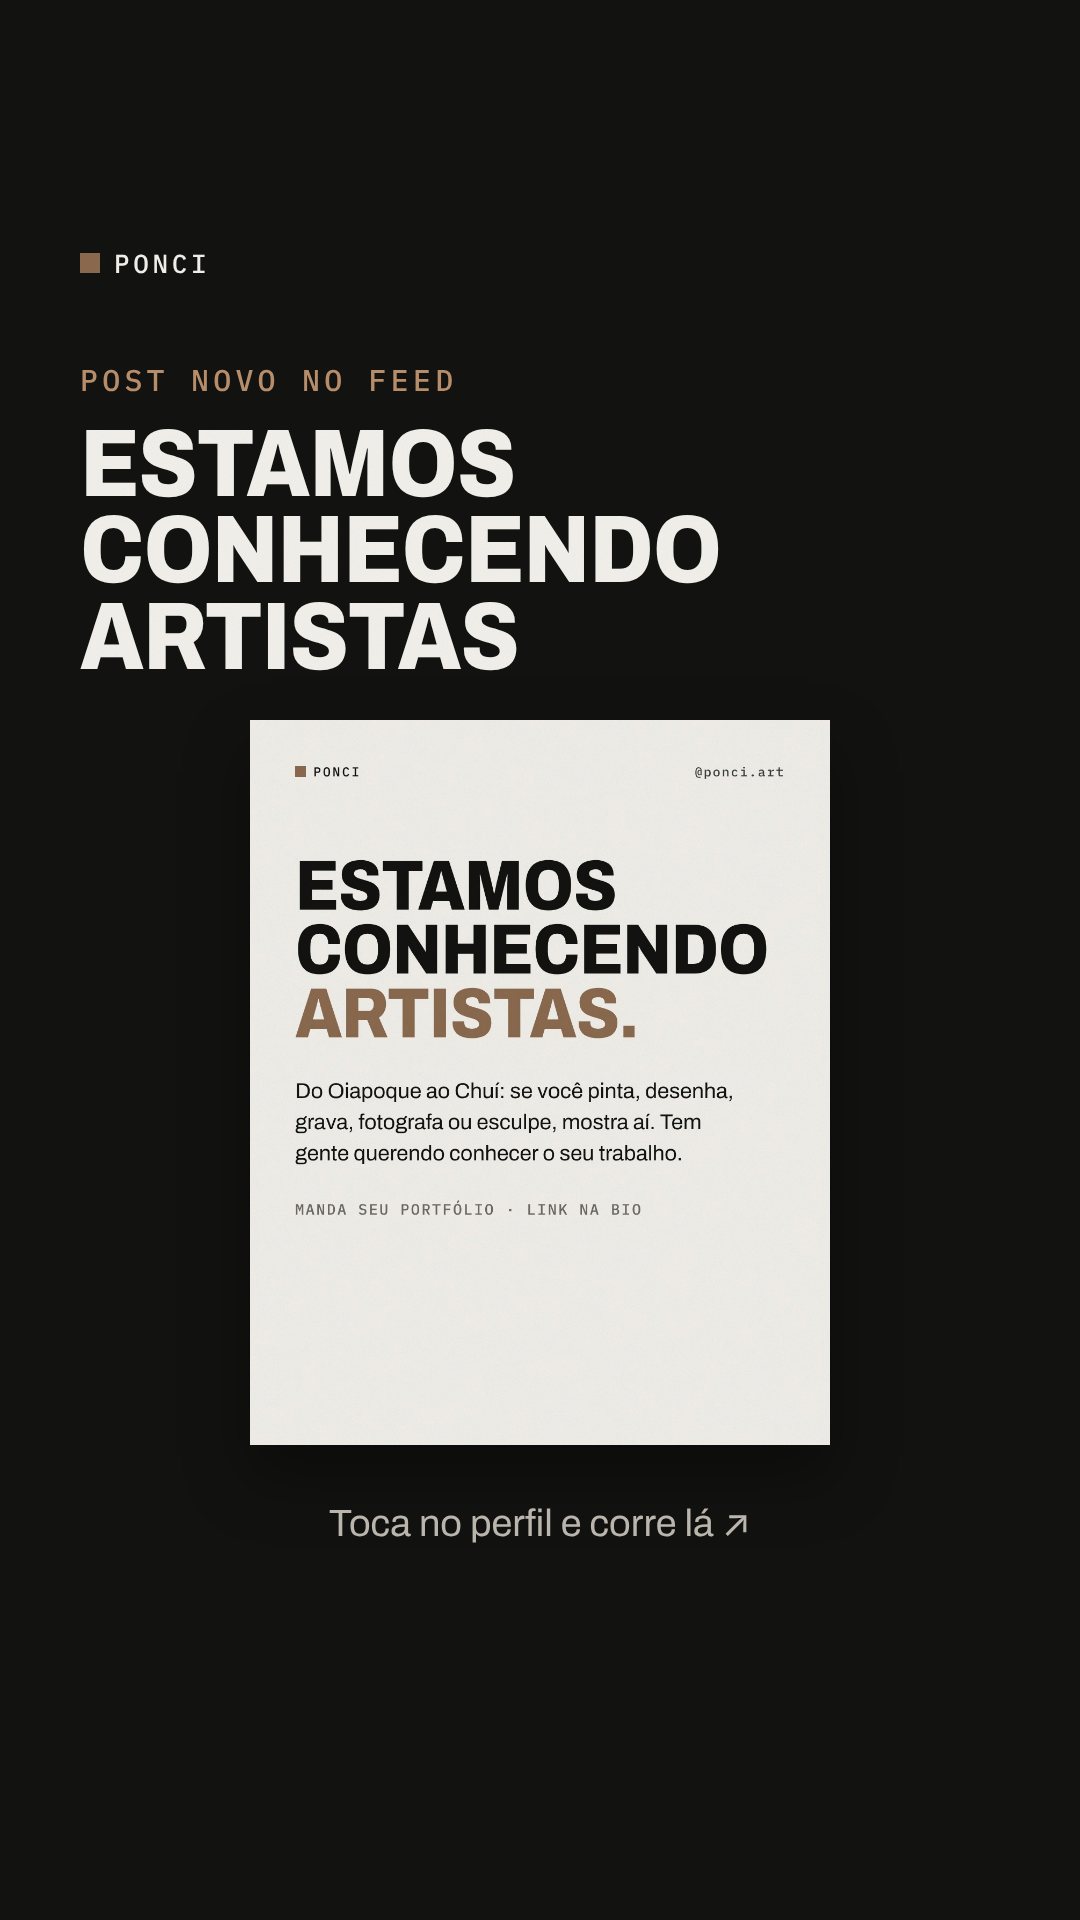 PONCI
POST NOVO NO FEED
ESTAMOS
CONHECENDO
ARTISTAS
PONCI
@ponci.art
ESTAMOS
CONHECENDO
ARTISTAS.
Do Oiapoque ao Chuí: se você pinta, desenha,
grava, fotografa ou esculpe, mostra aí. Tem
gente querendo conhecer o seu trabalho.
MANDA SEU PORTFÓLIO · LINK NA BIO
Toca no perfil e corre lá ↗